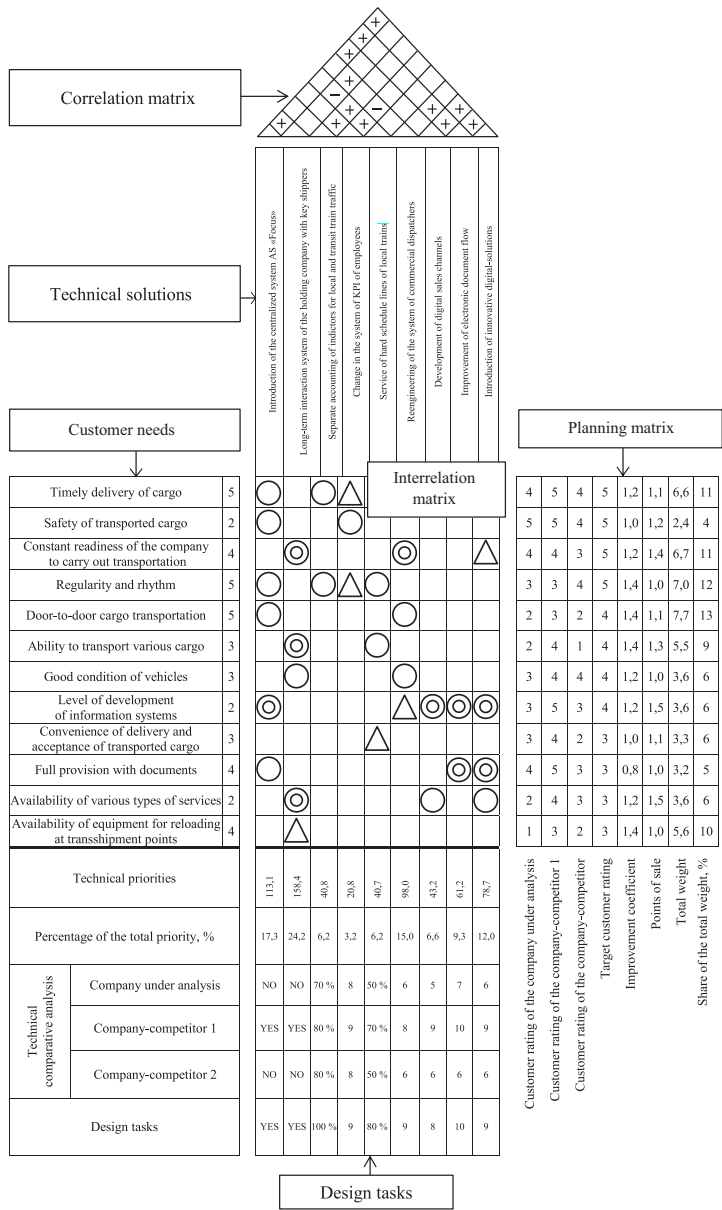 Correlation matrix
+
+
+
−
+
−
+
+
+
+
+
+
+
Technical solutions
Introduction of the centralized system AS «Focus»
Long-term interaction system of the holding company with key shippers
Separate accounting of indictors for local and transit train traffic
Change in the system of KPI of employees
Service of hard schedule lines of local trains
Reengineering of the system of commercial dispatchers
Development of digital sales channels
Improvement of electronic document flow
Introduction of innovative digital-solutions
Customer needs
Planning matrix
Interrelation
matrix
Timely delivery of cargo 5 4 5 4 5 1,2 1,1 6,6 11
Safety of transported cargo 2 5 5 4 5 1,0 1,2 2,4 4
Constant readiness of the company
to carry out transportation 4 4 4 3 5 1,2 1,4 6,7 11
Regularity and rhythm 5 3 3 4 5 1,4 1,0 7,0 12
Door-to-door cargo transportation 5 2 3 2 4 1,4 1,1 7,7 13
Ability to transport various cargo 3 2 4 1 4 1,4 1,3 5,5 9
Good condition of vehicles 3 3 4 4 4 1,2 1,0 3,6 6
Level of development
of information systems 2 3 5 3 4 1,2 1,5 3,6 6
Convenience of delivery and
acceptance of transported cargo 3 3 4 2 3 1,0 1,1 3,3 6
Full provision with documents 4 4 5 3 3 0,8 1,0 3,2 5
Availability of various types of services 2 2 4 3 3 1,2 1,5 3,6 6
Availability of equipment for reloading
at transshipment points 4 1 3 2 3 1,4 1,0 5,6 10
Technical priorities 113,1 158,4 40,8 20,8 40,7 98,0 43,2 61,2 78,7
Percentage of the total priority, % 17,3 24,2 6,2 3,2 6,2 15,0 6,6 9,3 12,0
Technical
comparative analysis
Company under analysis NO NO 70 % 8 50 % 6 5 7 6
Company-competitor 1 YES YES 80 % 9 70 % 8 9 10 9
Company-competitor 2 NO NO 80 % 8 50 % 6 6 6 6
Design tasks YES YES 100 % 9 80 % 9 8 10 9
Customer rating of the company under analysis
Customer rating of the company-competitor 1
Customer rating of the company-competitor
Target customer rating
Improvement coefficient
Points of sale
Total weight
Share of the total weight, %
Design tasks